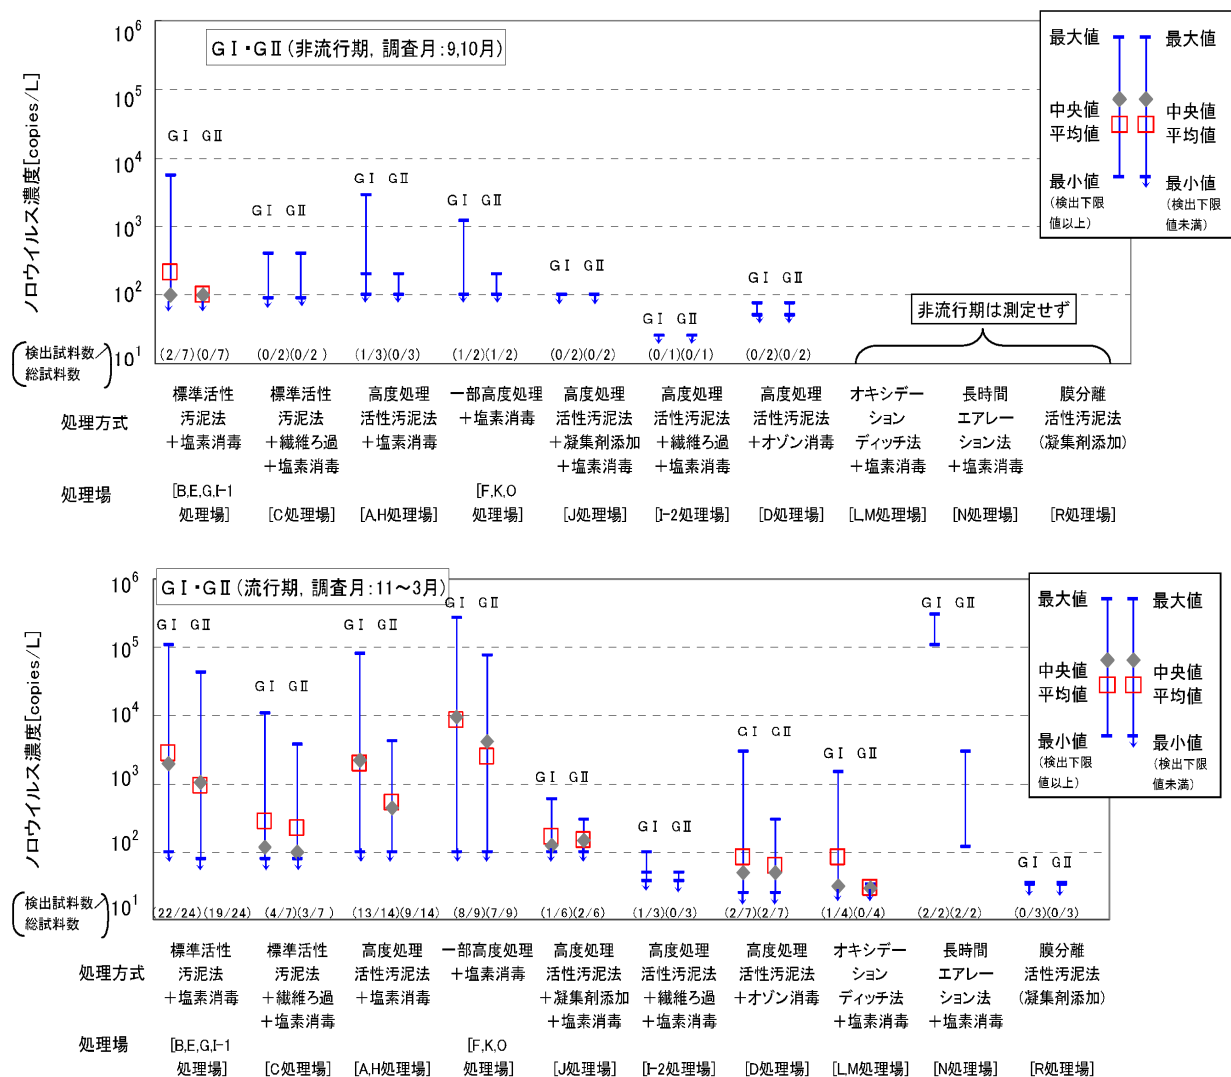 GⅠ・GⅡ(非流行期, 調査月:9,10月)
ノロウイルス濃度[copies/L]
10⁶
10⁵
10⁴
10³
10²
10¹
GⅠ GⅡ
GⅠ GⅡ
GⅠ GⅡ
GⅠ GⅡ
GⅠ GⅡ
GⅠ GⅡ
GⅠ GⅡ
最大値 最大値
中央値 中央値
平均値 平均値
最小値 最小値
(検出下限 (検出下限
値以上) 値未満)
非流行期は測定せず
検出試料数/
総試料数
(2/7)(0/7) (0/2)(0/2) (1/3)(0/3) (1/2)(1/2) (0/2)(0/2) (0/1)(0/1) (0/2)(0/2)
処理方式
標準活性
汚泥法
+塩素消毒
標準活性
汚泥法
+繊維ろ過
+塩素消毒
高度処理
活性汚泥法
+塩素消毒
一部高度処理
+塩素消毒
高度処理
活性汚泥法
+凝集剤添加
+塩素消毒
高度処理
活性汚泥法
+繊維ろ過
+塩素消毒
高度処理
活性汚泥法
+オゾン消毒
オキシデー
ション
ディッチ法
+塩素消毒
長時間
エアレー
ション法
+塩素消毒
膜分離
活性汚泥法
(凝集剤添加)
処理場
[B,E,G,I-1
処理場]
[C処理場]
[A,H処理場]
[F,K,O
処理場]
[J処理場]
[I-2処理場]
[D処理場]
[L,M処理場]
[N処理場]
[R処理場]
GⅠ・GⅡ(流行期, 調査月:11～3月)
ノロウイルス濃度[copies/L]
10⁶
10⁵
10⁴
10³
10²
10¹
GⅠ GⅡ
GⅠ GⅡ
GⅠ GⅡ
GⅠ GⅡ
GⅠ GⅡ
GⅠ GⅡ
GⅠ GⅡ
GⅠ GⅡ
GⅠ GⅡ
GⅠ GⅡ
最大値 最大値
中央値 中央値
平均値 平均値
最小値 最小値
(検出下限 (検出下限
値以上) 値未満)
検出試料数/
総試料数
(22/24)(19/24) (4/7)(3/7) (13/14)(9/14) (8/9)(7/9) (1/6)(2/6) (1/3)(0/3) (2/7)(2/7) (1/4)(0/4) (2/2)(2/2) (0/3)(0/3)
処理方式
標準活性
汚泥法
+塩素消毒
標準活性
汚泥法
+繊維ろ過
+塩素消毒
高度処理
活性汚泥法
+塩素消毒
一部高度処理
+塩素消毒
高度処理
活性汚泥法
+凝集剤添加
+塩素消毒
高度処理
活性汚泥法
+繊維ろ過
+塩素消毒
高度処理
活性汚泥法
+オゾン消毒
オキシデー
ション
ディッチ法
+塩素消毒
長時間
エアレー
ション法
+塩素消毒
膜分離
活性汚泥法
(凝集剤添加)
処理場
[B,E,G,I-1
処理場]
[C処理場]
[A,H処理場]
[F,K,O
処理場]
[J処理場]
[I-2処理場]
[D処理場]
[L,M処理場]
[N処理場]
[R処理場]